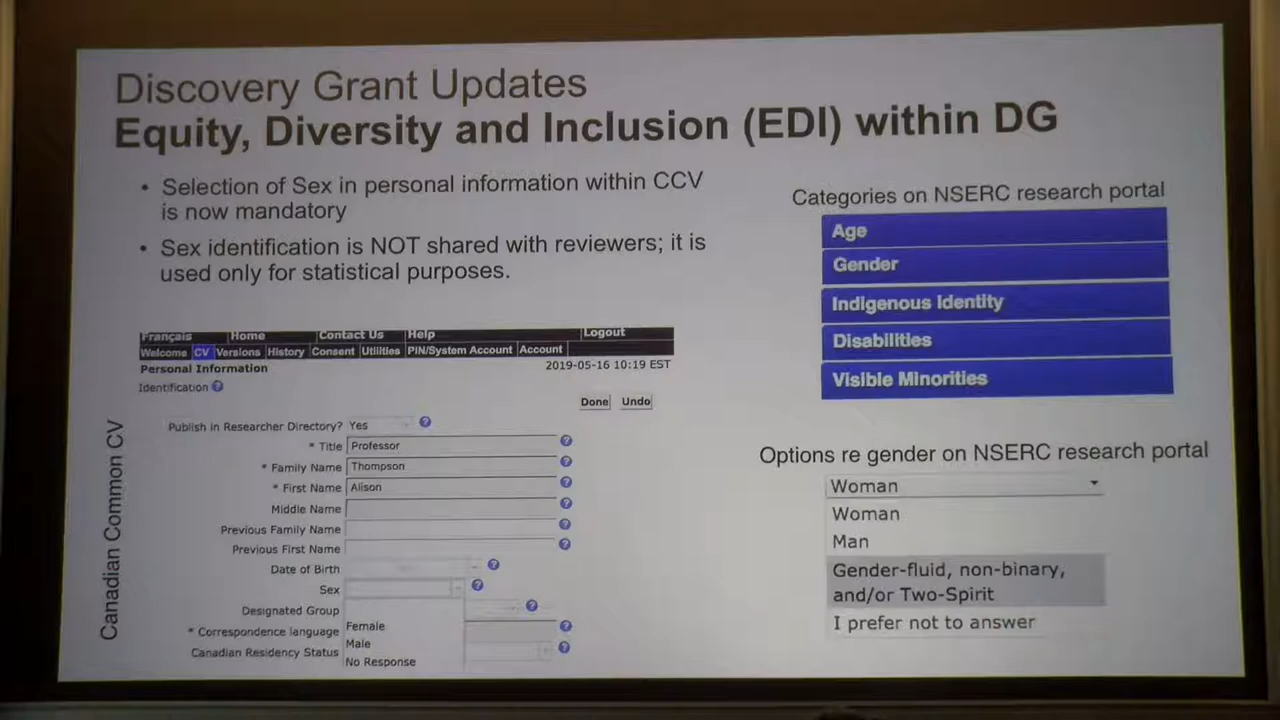 Discovery Grant Updates
Equity, Diversity and Inclusion (EDI) within DG
• Selection of Sex in personal information within CCV
is now mandatory
• Sex identification is NOT shared with reviewers; it is
used only for statistical purposes.
Canadian Common CV
Français Home Contact Us Help Logout
Welcome CV Versions History Consent Utilities PIN/System Account Account
Personal Information 2019-05-16 10:19 EST
Identification ?
Done Undo
Publish in Researcher Directory? Yes ?
* Title Professor ?
* Family Name Thompson ?
* First Name Alison ?
Middle Name ?
Previous Family Name ?
Previous First Name ?
Date of Birth ?
Sex ?
Designated Group ?
* Correspondence language ?
Canadian Residency Status ?
Female
Male
No Response
Categories on NSERC research portal
Age
Gender
Indigenous Identity
Disabilities
Visible Minorities
Options re gender on NSERC research portal
Woman
Woman
Man
Gender-fluid, non-binary,
and/or Two-Spirit
I prefer not to answer